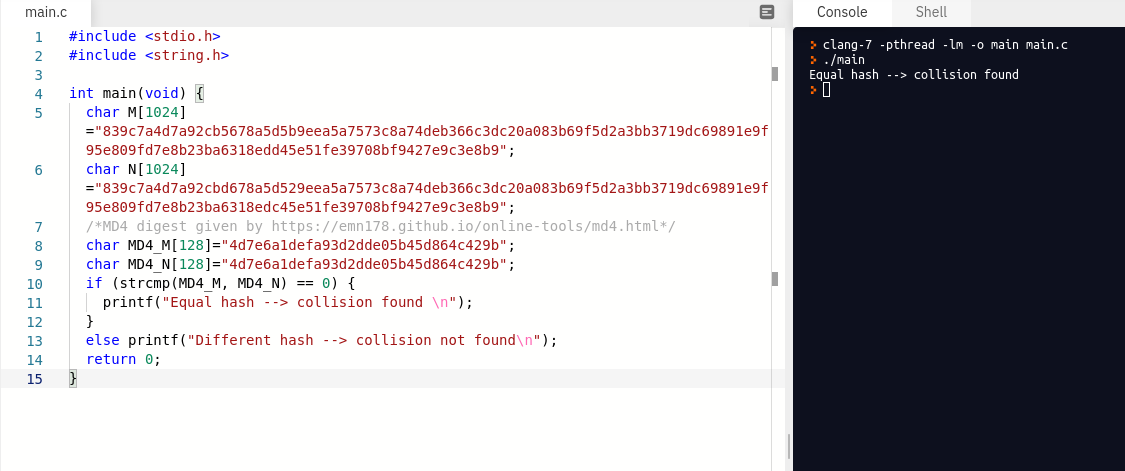 main.c
1 #include <stdio.h>
2 #include <string.h>
3
4 int main(void) {
5 char M[1024]
="839c7a4d7a92cb5678a5d5b9eea5a7573c8a74deb366c3dc20a083b69f5d2a3bb3719dc69891e9f
95e809fd7e8b23ba6318edd45e51fe39708bf9427e9c3e8b9";
6 char N[1024]
="839c7a4d7a92cbd678a5d529eea5a7573c8a74deb366c3dc20a083b69f5d2a3bb3719dc69891e9f
95e809fd7e8b23ba6318edc45e51fe39708bf9427e9c3e8b9";
7 /*MD4 digest given by https://emn178.github.io/online-tools/md4.html*/
8 char MD4_M[128]="4d7e6a1defa93d2dde05b45d864c429b";
9 char MD4_N[128]="4d7e6a1defa93d2dde05b45d864c429b";
10 if (strcmp(MD4_M, MD4_N) == 0) {
11 printf("Equal hash --> collision found \n");
12 }
13 else printf("Different hash --> collision not found\n");
14 return 0;
15 }
Console Shell
clang-7 -pthread -lm -o main main.c
./main
Equal hash --> collision found